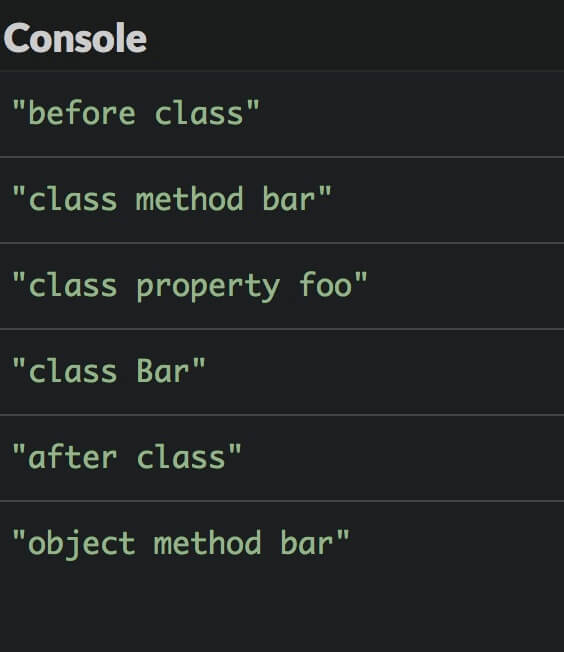 Console
"before class"
"class method bar"
"class property foo"
"class Bar"
"after class"
"object method bar"